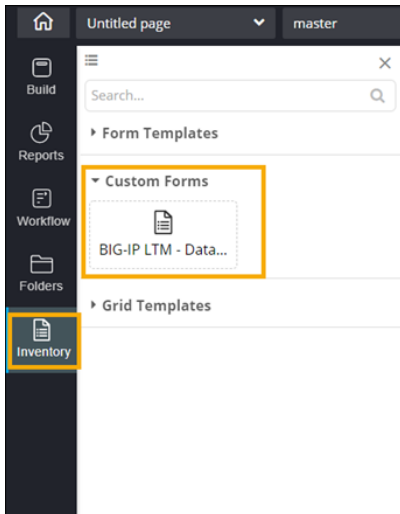 Untitled page
master
Build
Search...
Form Templates
Reports
Custom Forms
Workflow
BIG-IP LTM - Data...
Folders
Grid Templates
Inventory